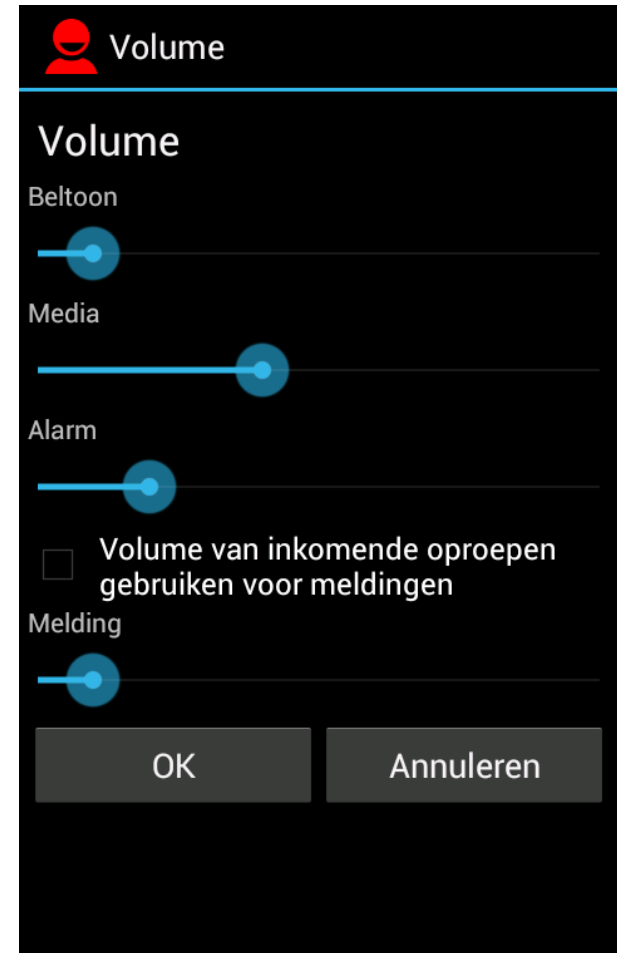 Volume
Volume
Beltoon
Media
Alarm
Volume van inkomende oproepen
gebruiken voor meldingen
Melding
OK
Annuleren